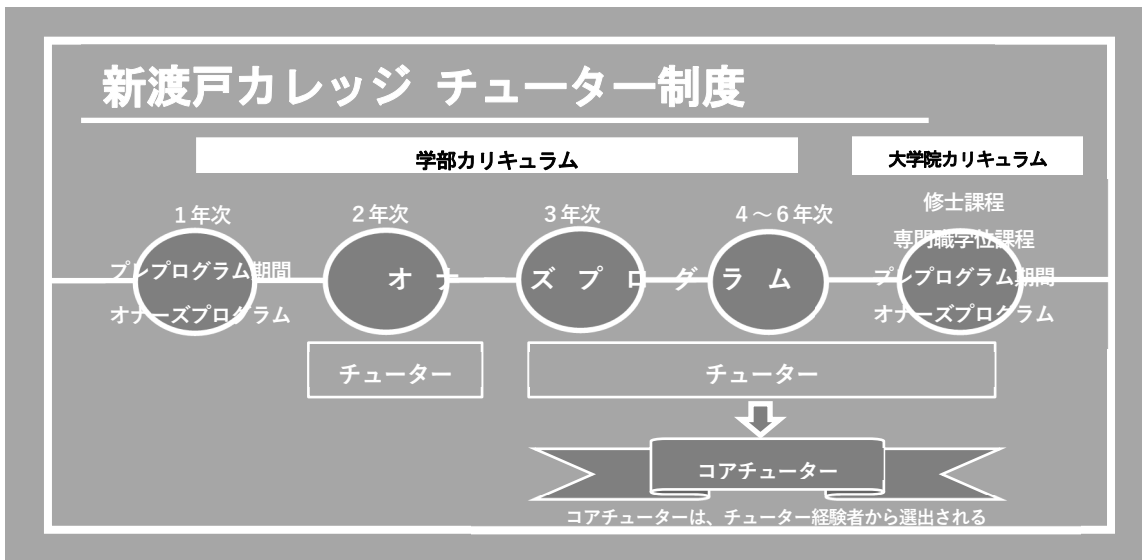 新渡戸カレッジ チューター制度
学部カリキュラム
大学院カリキュラム
1年次
2年次
3年次
4～6年次
修士課程
専門職学位課程
プレプログラム期間
オナーズプログラム
オナーズプログラム
プレプログラム期間
オナーズプログラム
チューター
チューター
コアチューター
コアチューターは、チューター経験者から選出される